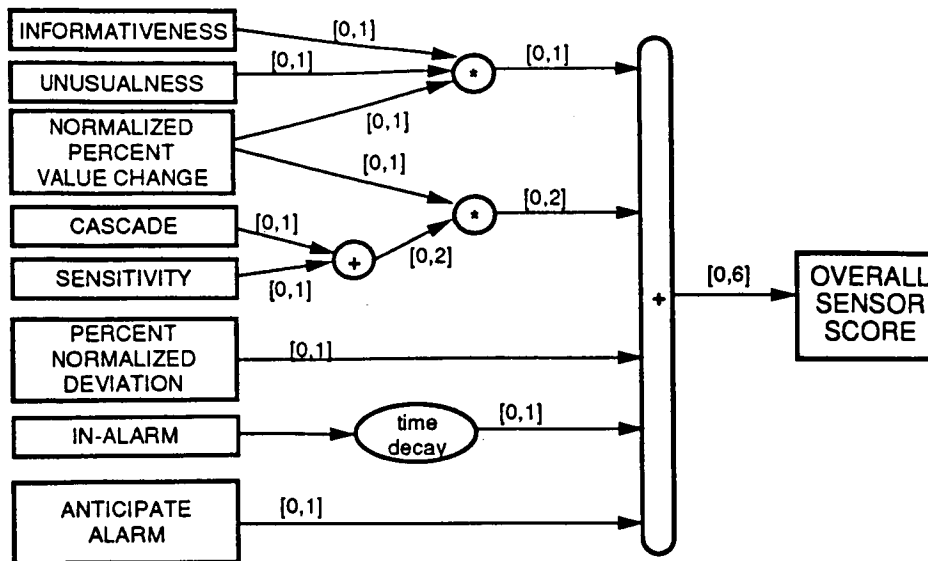 INFORMATIVENESS
[0,1]
[0,1]
UNUSUALNESS
[0,1]
*
NORMALIZED
PERCENT
VALUE CHANGE
[0,1]
[0,1]
[0,2]
*
CASCADE
[0,1]
[0,2]
+
SENSITIVITY
[0,1]
[0,6]
+
OVERALL
SENSOR
SCORE
PERCENT
NORMALIZED
DEVIATION
[0,1]
IN-ALARM
time
decay
[0,1]
ANTICIPATE
ALARM
[0,1]